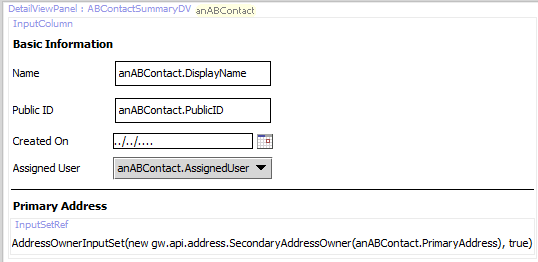 DetailViewPanel : ABContactSummaryDV anABContact
InputColumn
Basic Information
Name anABContact.DisplayName
Public ID anABContact.PublicID
Created On ../../....
Assigned User anABContact.AssignedUser
Primary Address
InputSetRef
AddressOwnerInputSet(new gw.api.address.SecondaryAddressOwner(anABContact.PrimaryAddress), true)